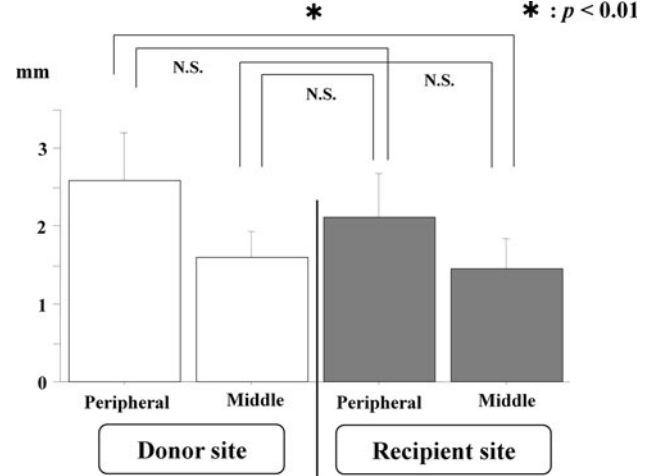 * * : p < 0.01
mm
N.S.
N.S.
N.S.
3
2
1
0
Peripheral Middle Peripheral Middle
Donor site Recipient site